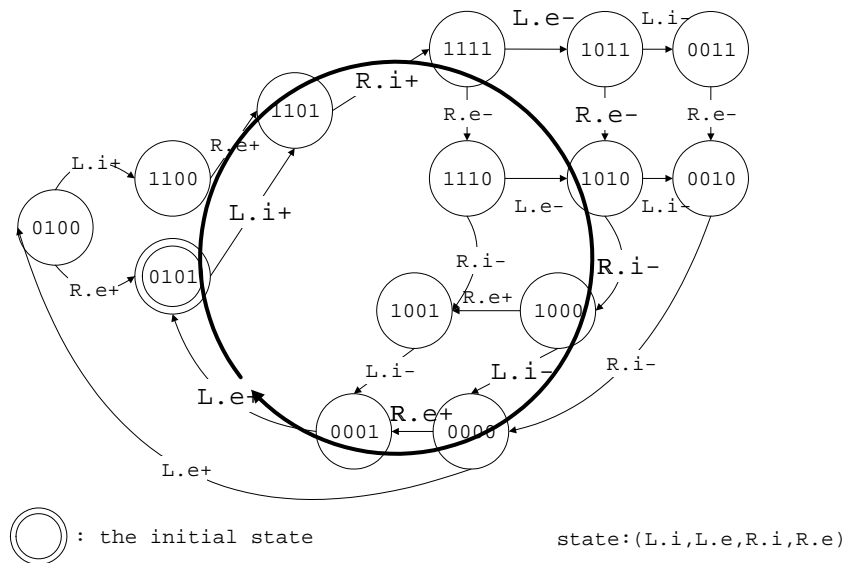 L.e- L.i-
1111 1011 0011
R.i+
1101
R.e- R.e- R.e-
R.e+
L.i+
1100 1110 1010 0010
L.e- L.i-
L.i+
0100
R.i- R.i-
0101
R.e+
R.e+
1001 1000
L.i- L.i- R.i-
L.e+ R.e+
0001 0000
L.e+
: the initial state state:(L.i,L.e,R.i,R.e)